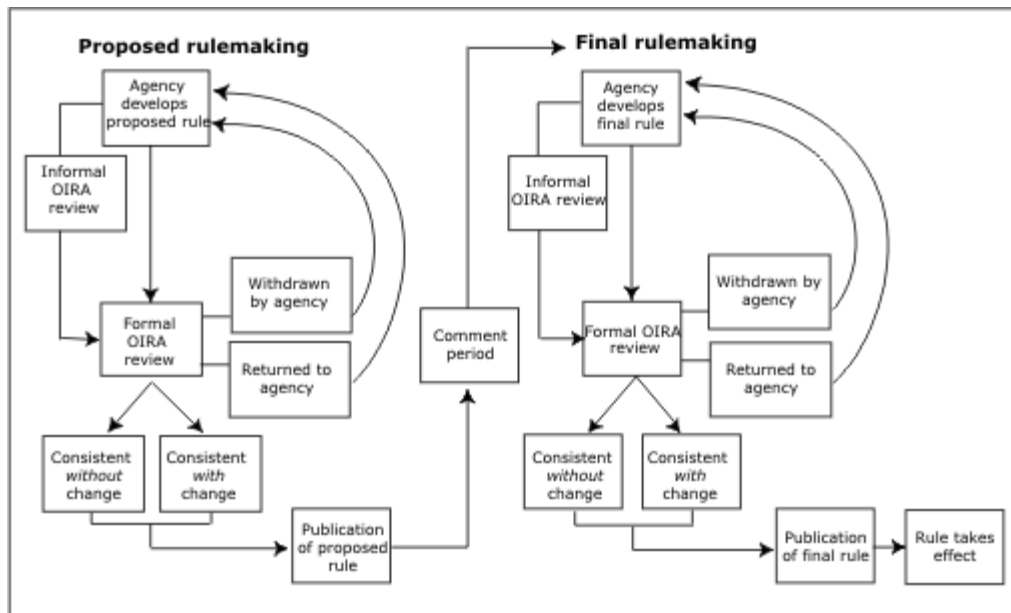 Proposed rulemaking
Agency
develops
proposed rule
Informal
OIRA
review
Withdrawn
by agency
Formal
OIRA
review
Returned to
agency
Consistent
without
change
Consistent
with
change
Publication
of proposed
rule
Comment
period
Final rulemaking
Agency
develops
final rule
Informal
OIRA review
Withdrawn by
agency
Formal OIRA
review
Returned to
agency
Consistent
without
change
Consistent
with
change
Publication
of final rule
Rule takes
effect